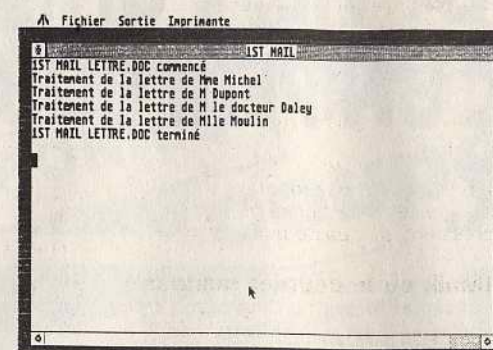 Fichier Sortie Imprimante
1ST MAIL
1ST MAIL LETTRE.DOC commencé
Traitement de la lettre de Mme Michel
Traitement de la lettre de M Dupont
Traitement de la lettre de M le docteur Daley
Traitement de la lettre de Mlle Moulin
1ST MAIL LETTRE.DOC terminé